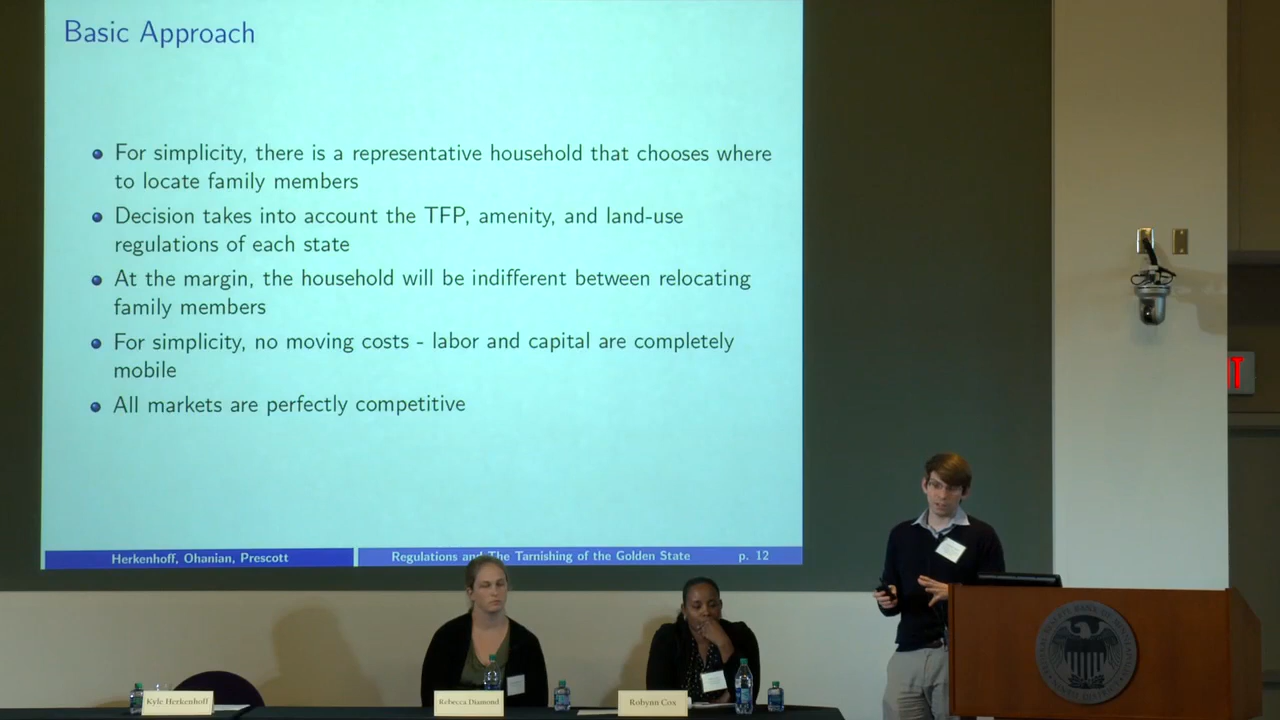 Basic Approach
For simplicity, there is a representative household that chooses where
to locate family members
Decision takes into account the TFP, amenity, and land-use
regulations of each state
At the margin, the household will be indifferent between relocating
family members
For simplicity, no moving costs - labor and capital are completely
mobile
All markets are perfectly competitive
Herkenhoff, Ohanian, Prescott
Regulations and The Tarnishing of the Golden State
p. 12
Kyle Herkenhoff
Rebecca Diamond
Robynn Cox